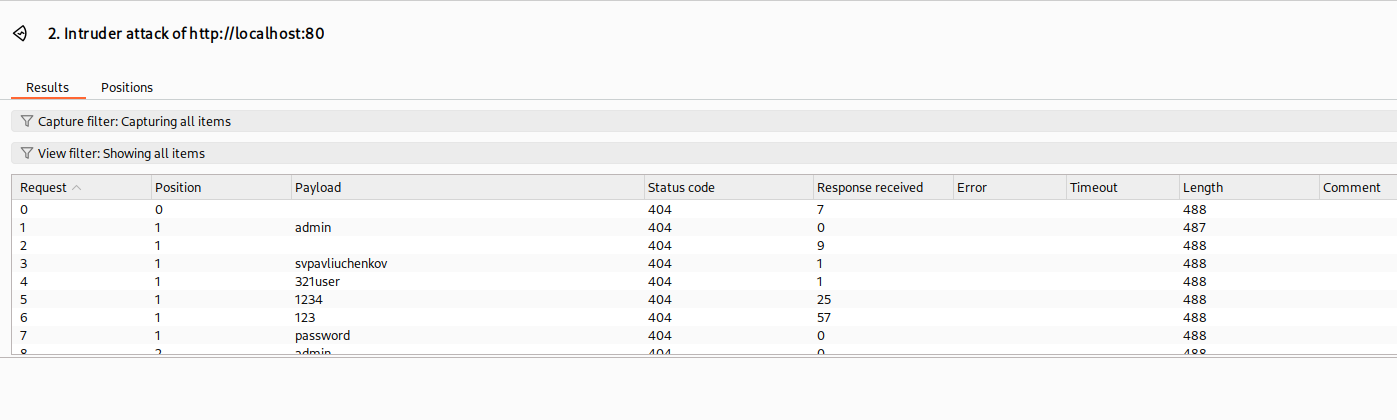 2. Intruder attack of http://localhost:80
Results Positions
Capture filter: Capturing all items
View filter: Showing all items
Request Position Payload Status code Response received Error Timeout Length Comment
0 0 404 7 488
1 1 admin 404 0 487
2 1 404 9 488
3 1 svpavliuchenkov 404 1 488
4 1 321user 404 1 488
5 1 1234 404 25 488
6 1 123 404 57 488
7 1 password 404 0 488
8 2 admin 404 0 488